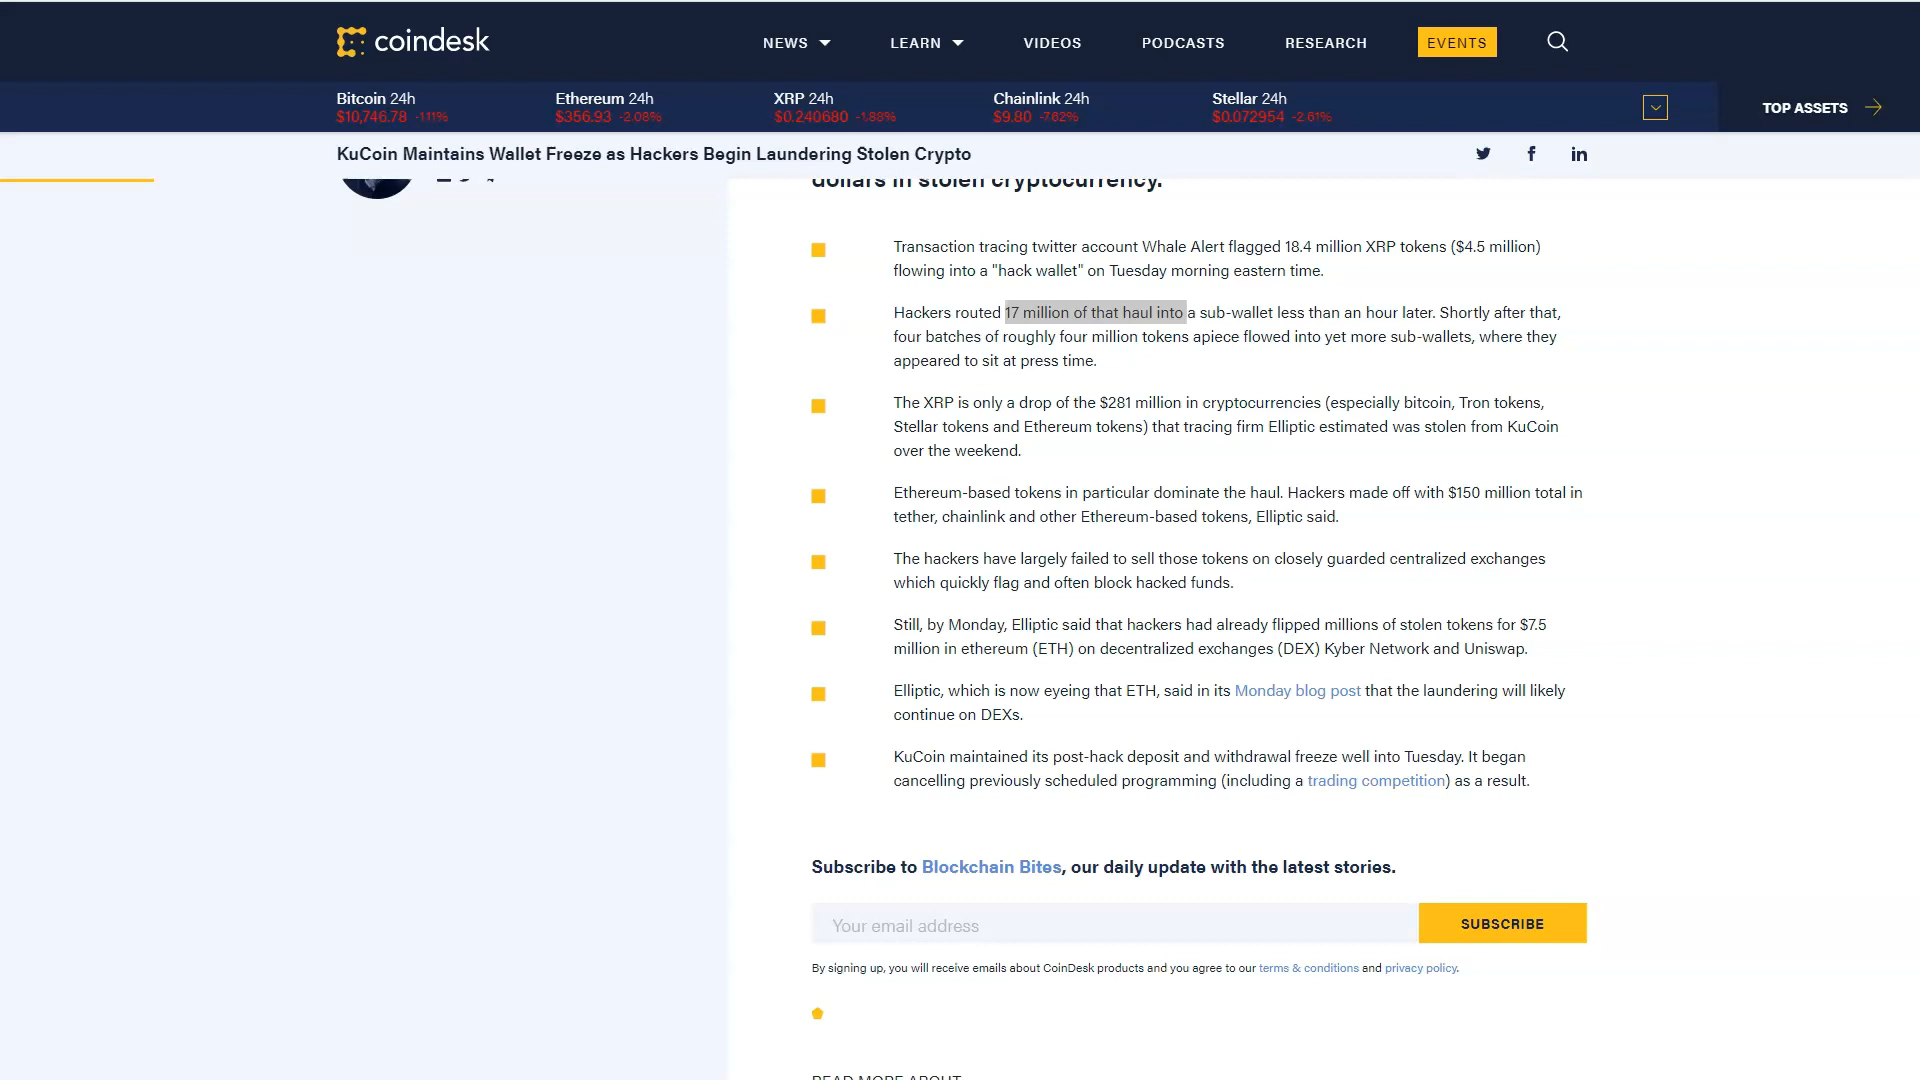 coindesk
NEWS LEARN VIDEOS PODCASTS RESEARCH EVENTS
Bitcoin 24h
$10,746.78 -1.11%
Ethereum 24h
$356.93 -2.08%
XRP 24h
$0.240680 -1.88%
Chainlink 24h
$9.80 -7.62%
Stellar 24h
$0.072954 -2.61%
TOP ASSETS
KuCoin Maintains Wallet Freeze as Hackers Begin Laundering Stolen Crypto
dollars in stolen cryptocurrency.
Transaction tracing twitter account Whale Alert flagged 18.4 million XRP tokens ($4.5 million)
flowing into a "hack wallet" on Tuesday morning eastern time.
Hackers routed 17 million of that haul into a sub-wallet less than an hour later. Shortly after that,
four batches of roughly four million tokens apiece flowed into yet more sub-wallets, where they
appeared to sit at press time.
The XRP is only a drop of the $281 million in cryptocurrencies (especially bitcoin, Tron tokens,
Stellar tokens and Ethereum tokens) that tracing firm Elliptic estimated was stolen from KuCoin
over the weekend.
Ethereum-based tokens in particular dominate the haul. Hackers made off with $150 million total in
tether, chainlink and other Ethereum-based tokens, Elliptic said.
The hackers have largely failed to sell those tokens on closely guarded centralized exchanges
which quickly flag and often block hacked funds.
Still, by Monday, Elliptic said that hackers had already flipped millions of stolen tokens for $7.5
million in ethereum (ETH) on decentralized exchanges (DEX) Kyber Network and Uniswap.
Elliptic, which is now eyeing that ETH, said in its Monday blog post that the laundering will likely
continue on DEXs.
KuCoin maintained its post-hack deposit and withdrawal freeze well into Tuesday. It began
cancelling previously scheduled programming (including a trading competition) as a result.
Subscribe to Blockchain Bites, our daily update with the latest stories.
Your email address
SUBSCRIBE
By signing up, you will receive emails about CoinDesk products and you agree to our terms & conditions and privacy policy.
READ MORE ABOUT